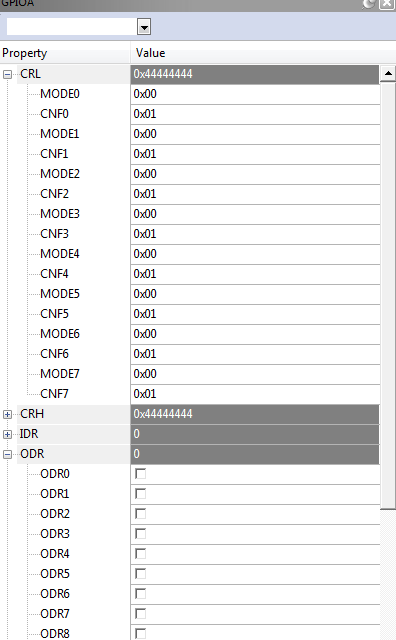 GPIOA
Property Value
CRL 0x44444444
MODE0 0x00
CNF0 0x01
MODE1 0x00
CNF1 0x01
MODE2 0x00
CNF2 0x01
MODE3 0x00
CNF3 0x01
MODE4 0x00
CNF4 0x01
MODE5 0x00
CNF5 0x01
MODE6 0x00
CNF6 0x01
MODE7 0x00
CNF7 0x01
CRH 0x44444444
IDR 0
ODR 0
ODR0
ODR1
ODR2
ODR3
ODR4
ODR5
ODR6
ODR7
ODR8